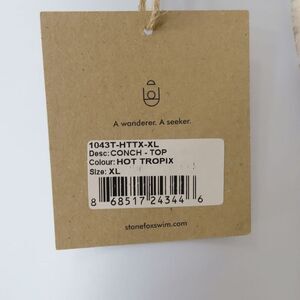 A wanderer. A seeker.
1043T-HTTX-XL
Desc: CONCH - TOP
Colour: HOT TROPIX
Size: XL
8 68517 24344 6
stonefoxswim.com